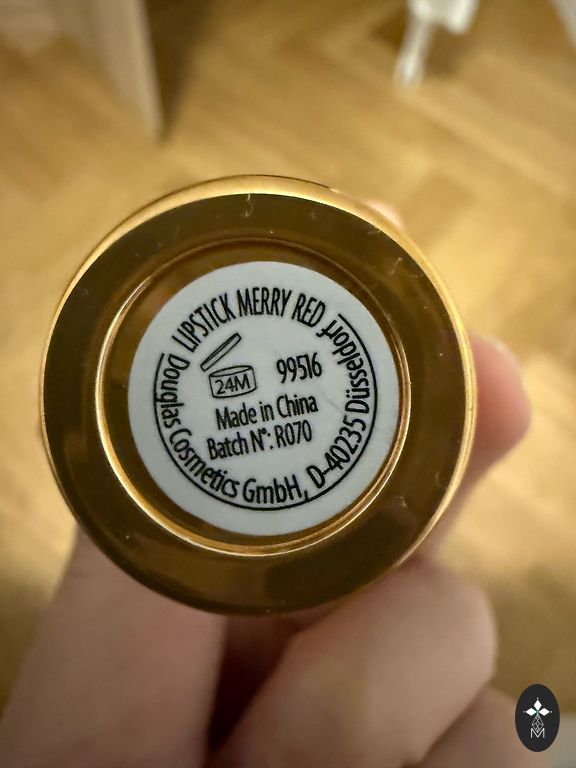 LIPSTICK MERRY RED
24M
99516
Made in China
Batch N°: R070
Douglas Cosmetics GmbH, D-40235 Düsseldorf
M